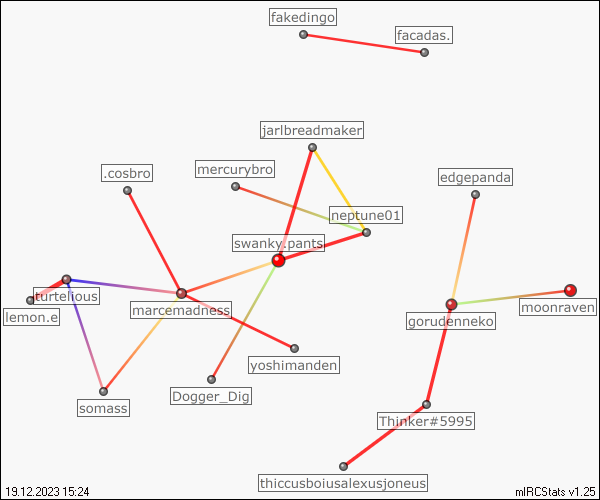 fakedingo
facadas.
jarlbreadmaker
mercurybro
.cosbro
edgepanda
neptune01
swanky.pants
turtelious
moonraven
marcemadness
lemon.e
gorudenneko
yoshimanden
Dogger_Dig
somass
Thinker#5995
thiccusboiusalexusjoneus
19.12.2023 15:24
mIRCStats v1.25